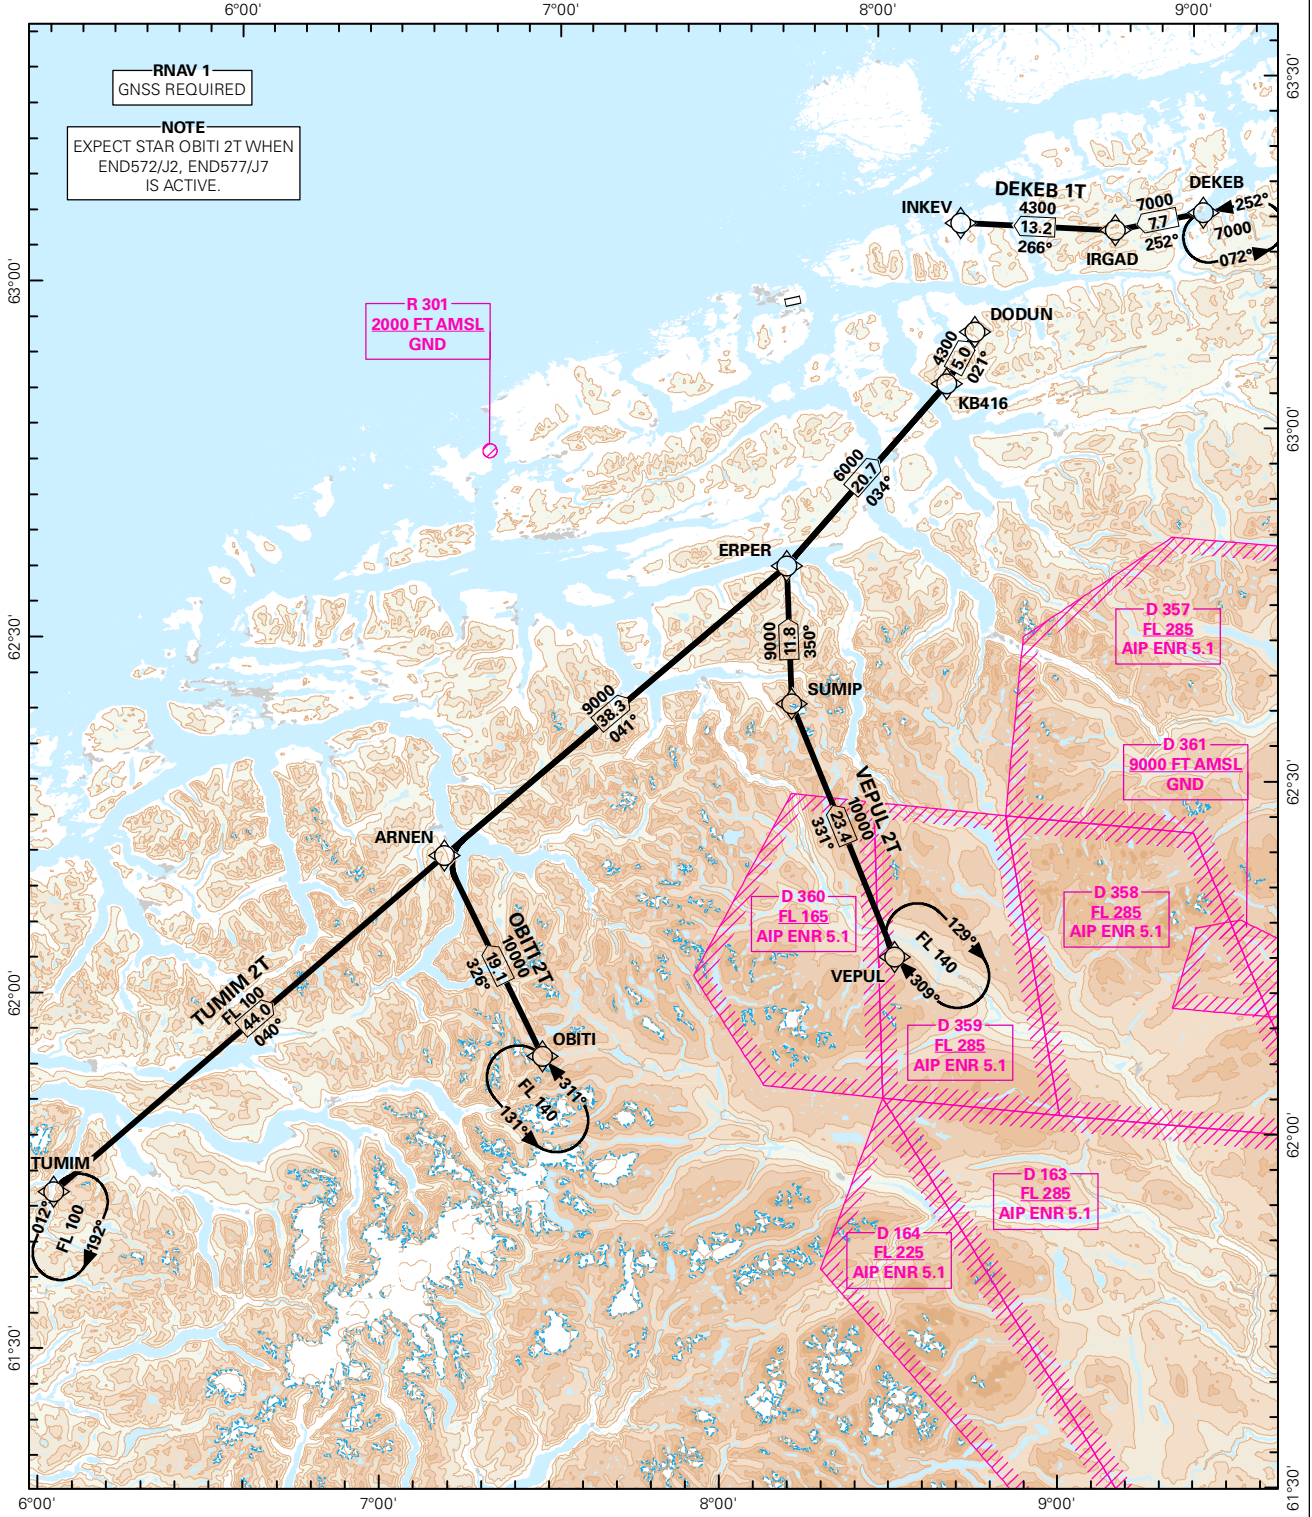 6°00'
7°00'
8°00'
9°00'
63°30'
RNAV 1
GNSS REQUIRED
NOTE
EXPECT STAR OBITI 2T WHEN
END572/J2, END577/J7
IS ACTIVE.
DEKEB 1T
DEKEB
INKEV
4300
13.2
266°
IRGAD
7000
7.7
252°
252°
7000
072°
63°00'
R 301
2000 FT AMSL
GND
DODUN
4300
5.0
021°
KB416
63°00'
6000
20.7
034°
ERPER
9000
11.8
350°
SUMIP
D 357
FL 285
AIP ENR 5.1
62°30'
9000
38.3
041°
D 361
9000 FT AMSL
GND
62°30'
VEPUL 2T
10000
23.4
331°
ARNEN
D 360
FL 165
AIP ENR 5.1
D 358
FL 285
AIP ENR 5.1
VEPUL
129°
FL 140
309°
OBITI 2T
10000
19.1
326°
62°00'
TUMIM 2T
FL 100
44.0
040°
D 359
FL 285
AIP ENR 5.1
OBITI
311°
FL 140
131°
62°00'
TUMIM
012°
FL 100
192°
D 163
FL 285
AIP ENR 5.1
D 164
FL 225
AIP ENR 5.1
61°30'
61°30'
6°00'
7°00'
8°00'
9°00'